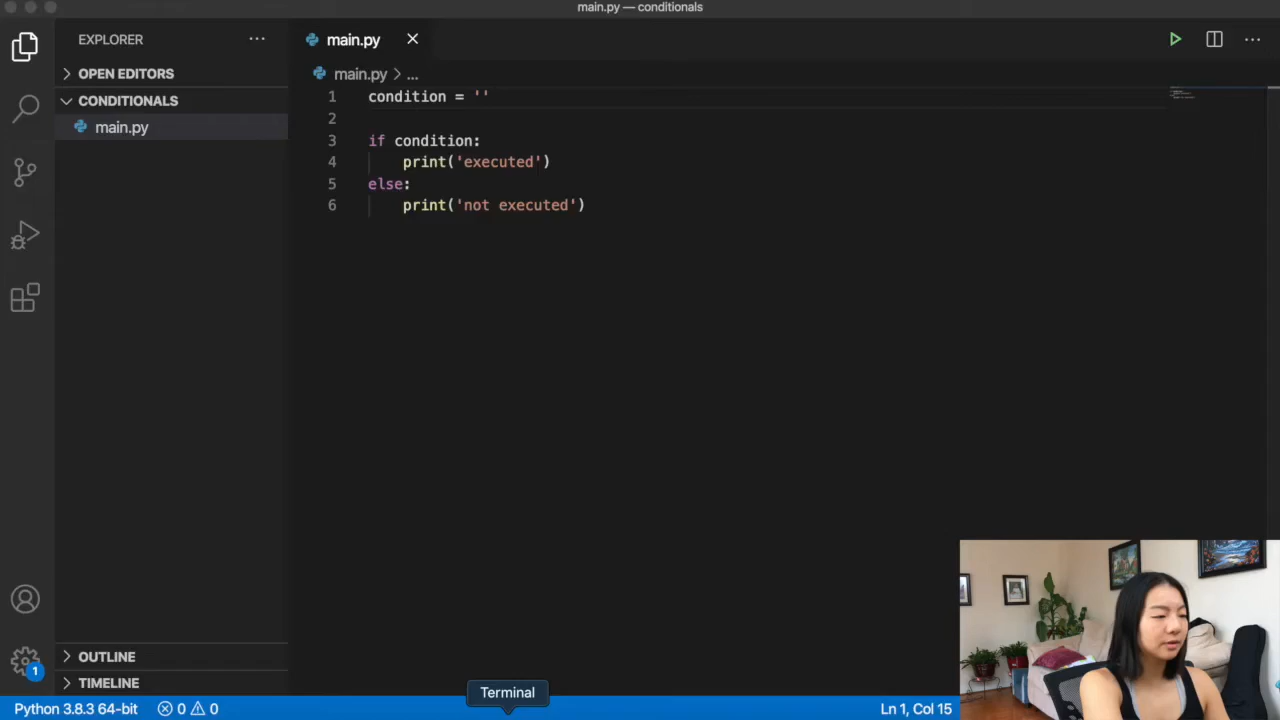 main.py — conditionals
EXPLORER
main.py
OPEN EDITORS
main.py > ...
CONDITIONALS
main.py
1 condition = ''
2
3 if condition:
4 print('executed')
5 else:
6 print('not executed')
OUTLINE
TIMELINE
1
Terminal
Python 3.8.3 64-bit
0
0
Ln 1, Col 15